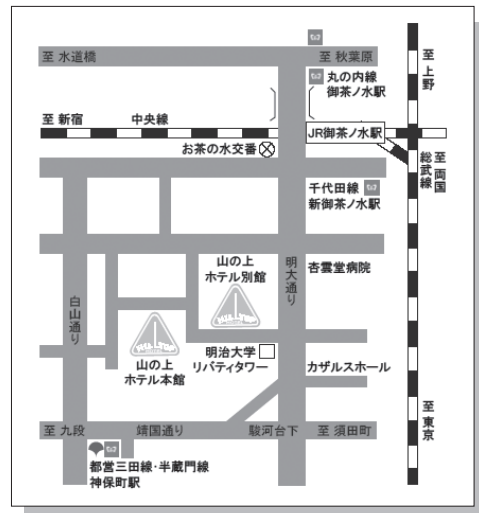 至 水道橋
至 秋葉原
至 上野
丸の内線
御茶ノ水駅
至 新宿
中央線
JR御茶ノ水駅
お茶の水交番
至 両国
総武線
千代田線
新御茶ノ水駅
山の上
ホテル別館
明大通り
杏雲堂病院
白山通り
山の上
ホテル本館
明治大学
リバティタワー
カザルスホール
至 九段
靖国通り
駿河台下
至 須田町
至 東京
都営三田線・半蔵門線
神保町駅